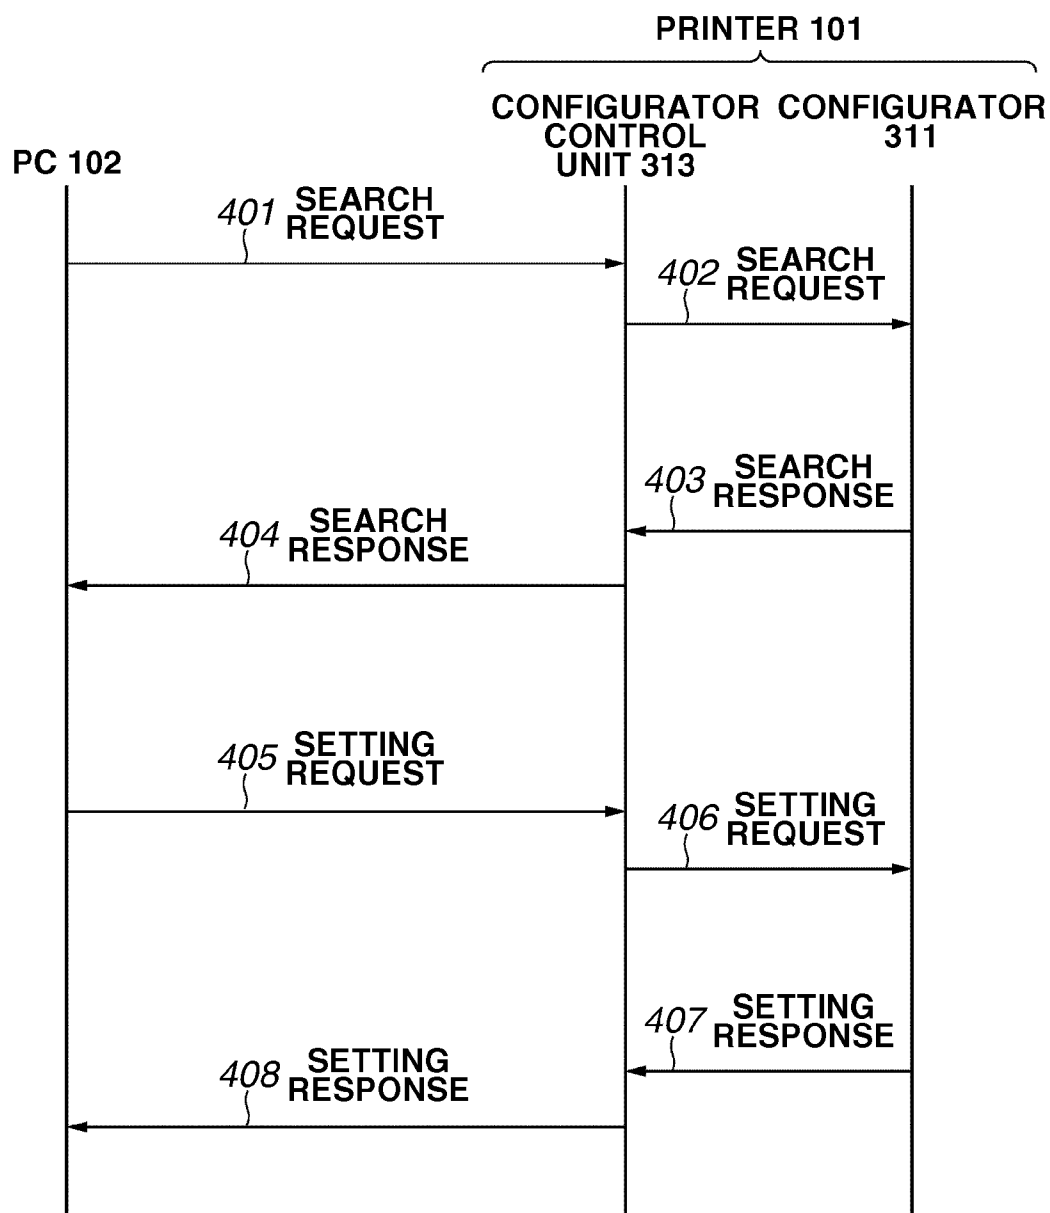 PRINTER 101
CONFIGURATOR
CONTROL
UNIT 313
CONFIGURATOR
311
PC 102
401 SEARCH
REQUEST
402 SEARCH
REQUEST
403 SEARCH
RESPONSE
404 SEARCH
RESPONSE
405 SETTING
REQUEST
406 SETTING
REQUEST
407 SETTING
RESPONSE
408 SETTING
RESPONSE